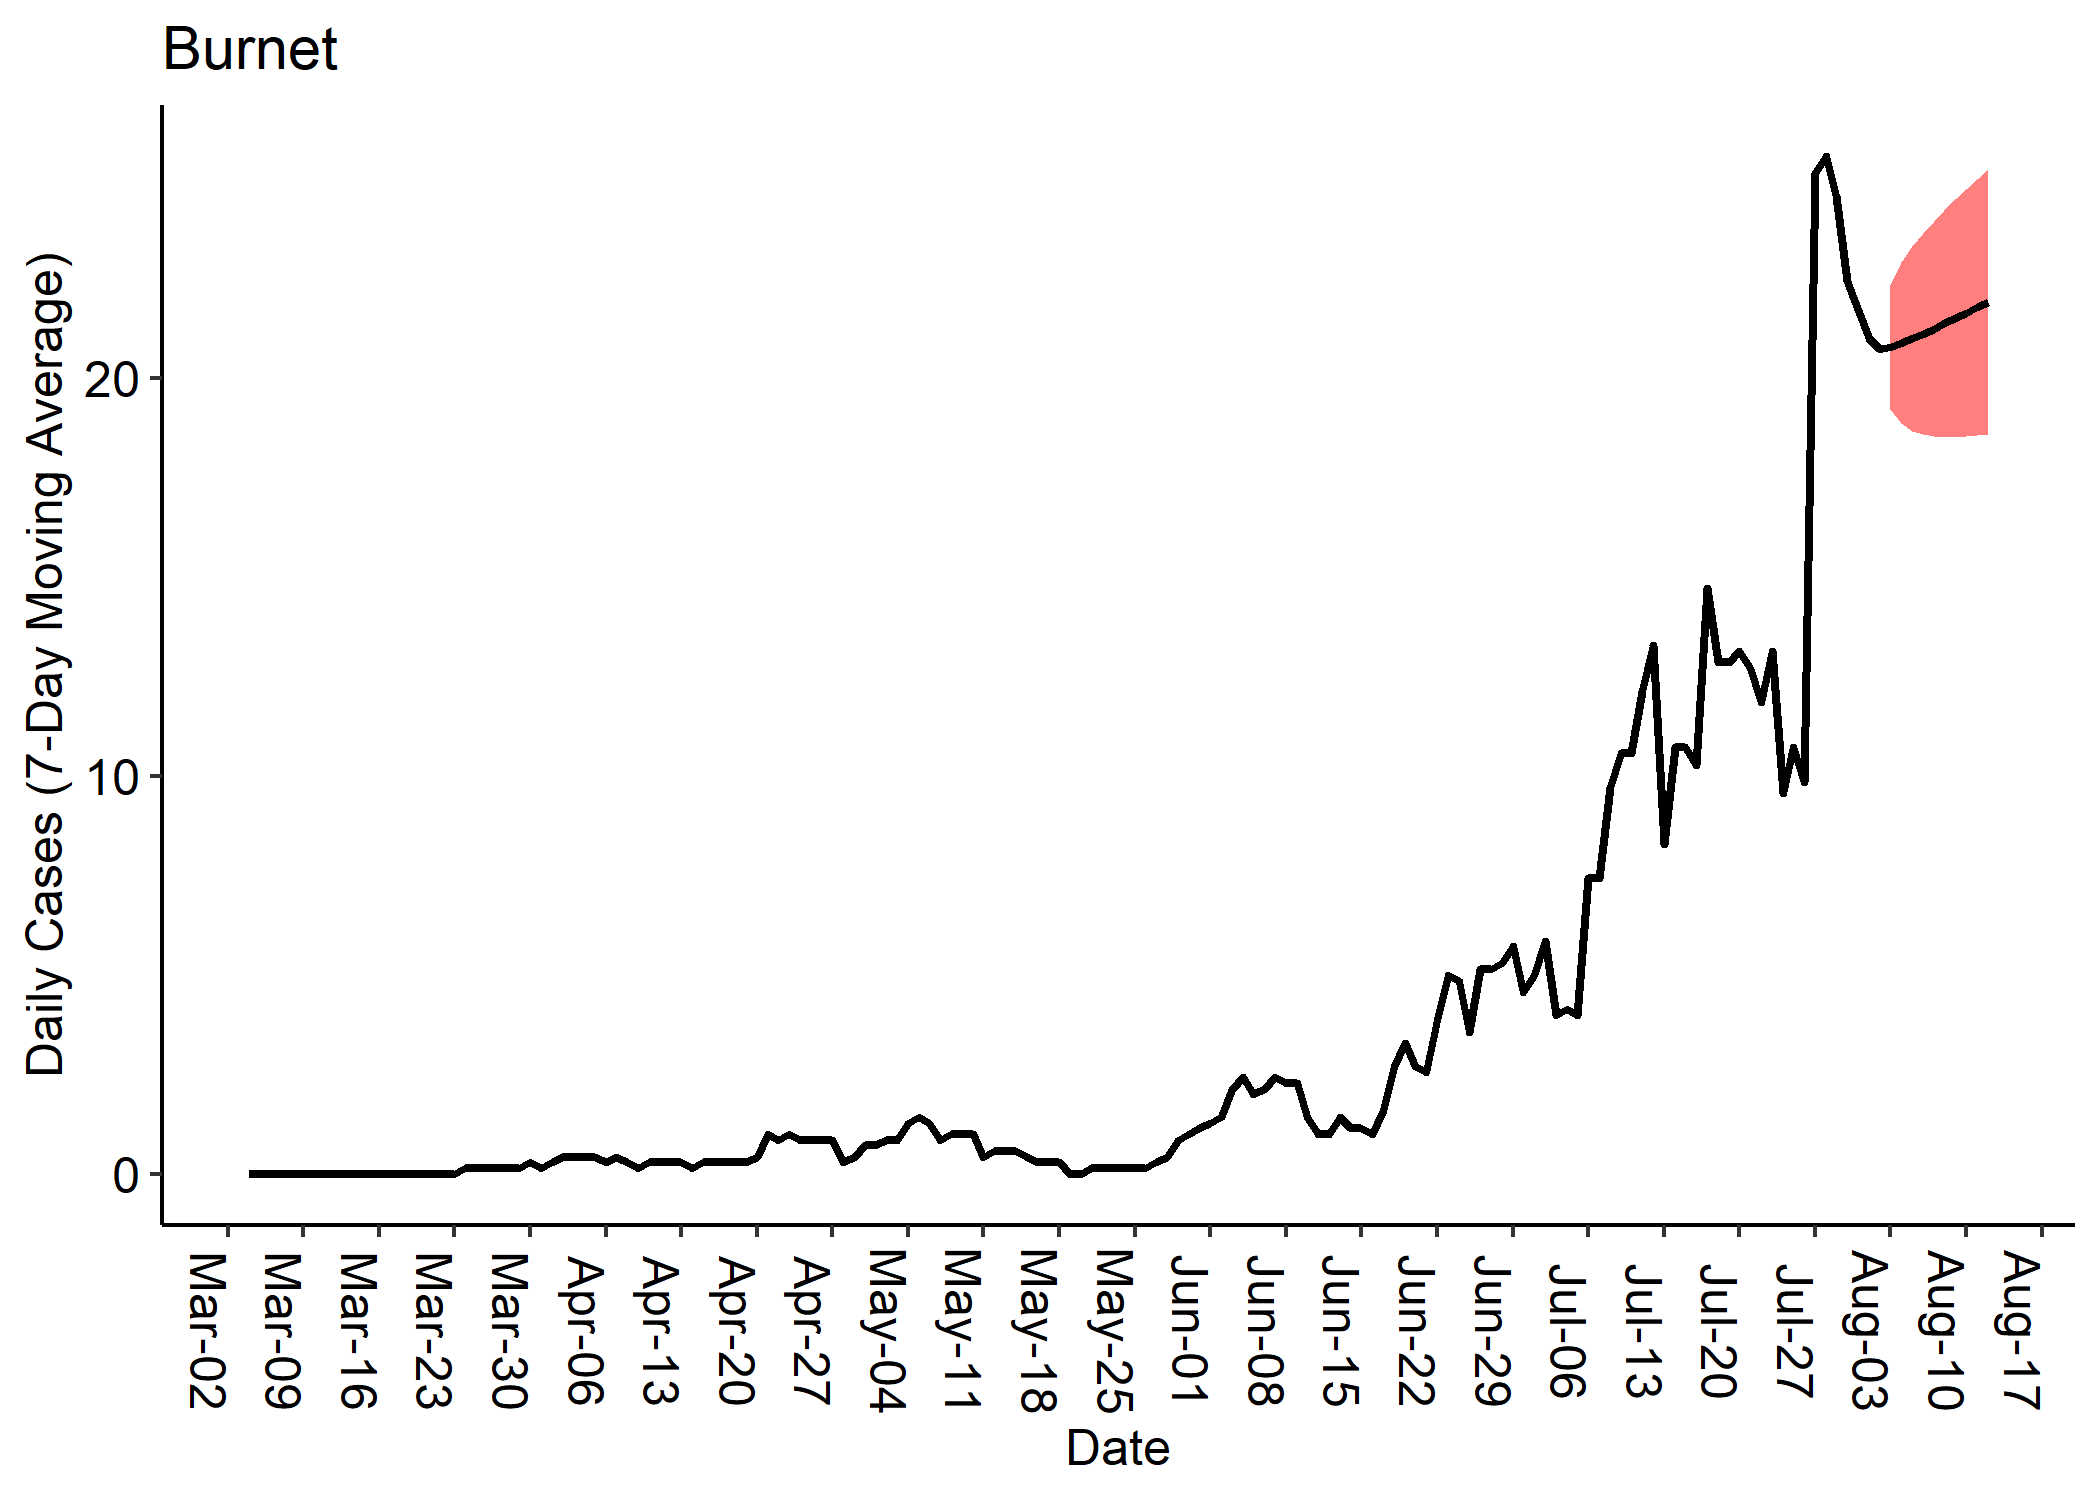 Burnet
Daily Cases (7-Day Moving Average)
20
10
0
Mar-02
Mar-09
Mar-16
Mar-23
Mar-30
Apr-06
Apr-13
Apr-20
Apr-27
May-04
May-11
May-18
May-25
Jun-01
Jun-08
Jun-15
Jun-22
Jun-29
Jul-06
Jul-13
Jul-20
Jul-27
Aug-03
Aug-10
Aug-17
Date